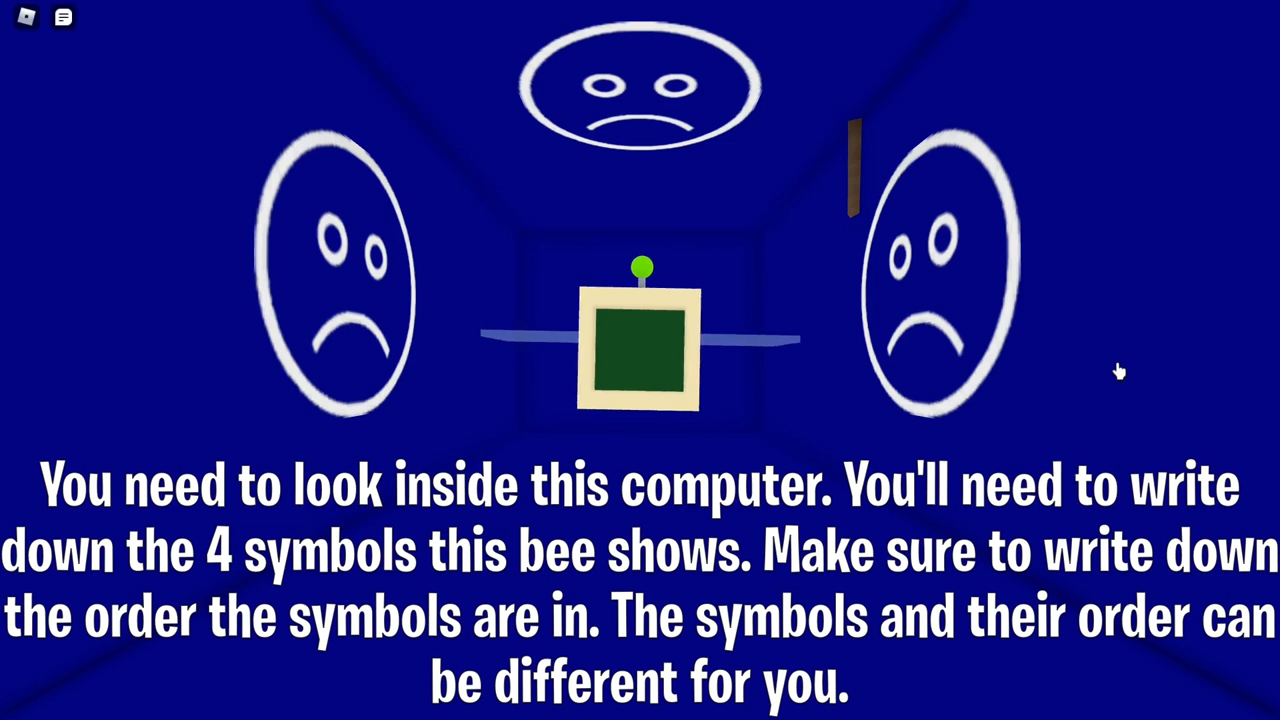 You need to look inside this computer. You'll need to write
down the 4 symbols this bee shows. Make sure to write down
the order the symbols are in. The symbols and their order can
be different for you.